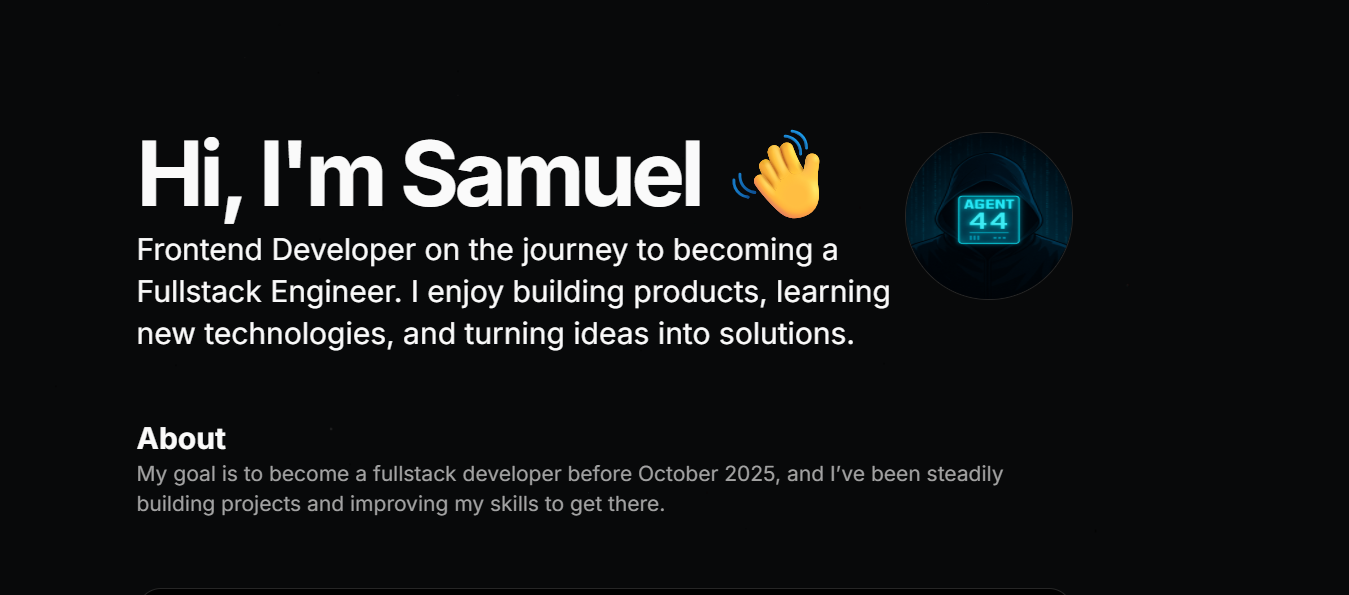 Hi, I'm Samuel 👋
Frontend Developer on the journey to becoming a
Fullstack Engineer. I enjoy building products, learning
new technologies, and turning ideas into solutions.
AGENT
44
About
My goal is to become a fullstack developer before October 2025, and I’ve been steadily
building projects and improving my skills to get there.